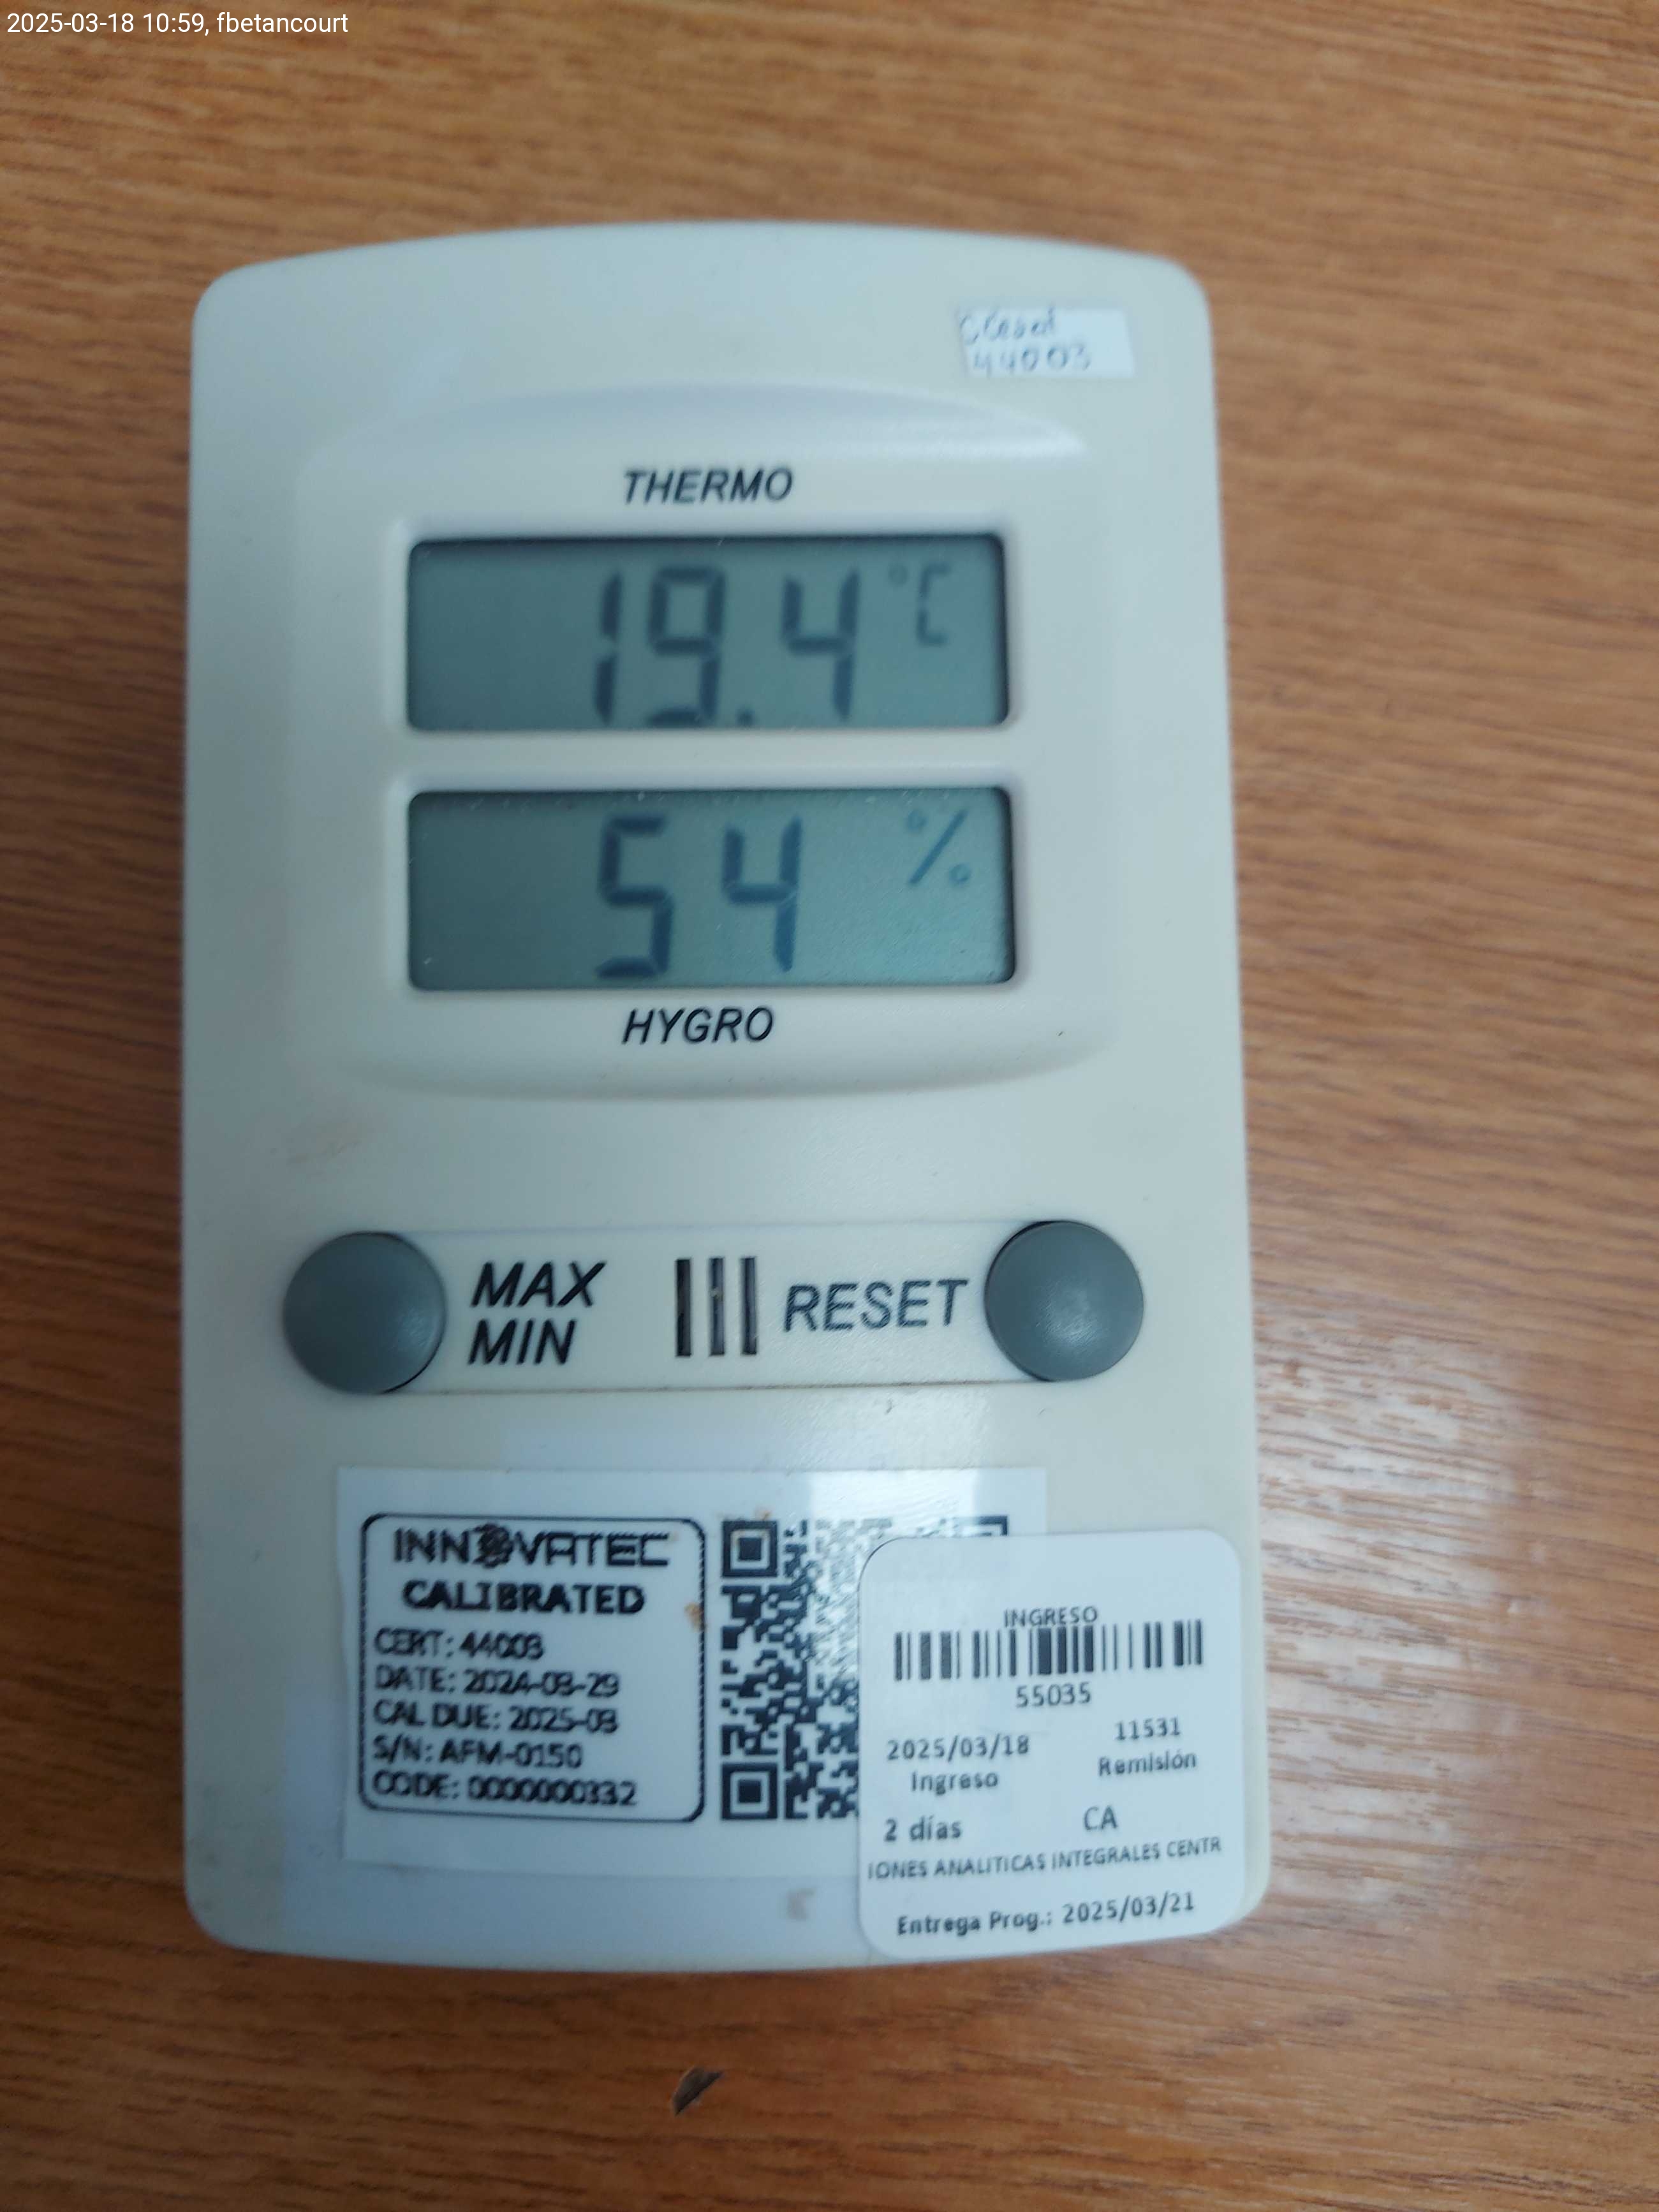 2025-03-18 10:59, fbetancourt
44003
THERMO
19.4 °C
54 %
HYGRO
MAX
MIN
RESET
INNOVATEC
CALIBRATED
CERT: 44003
DATE: 2024-03-29
CAL DUE: 2025-03
S/N: AFM-0150
CODE: 0000000332
INGRESO
55035
2025/03/18 11531
Ingreso Remisión
2 días CA
IONES ANALITICAS INTEGRALES CENTR
Entrega Prog.: 2025/03/21